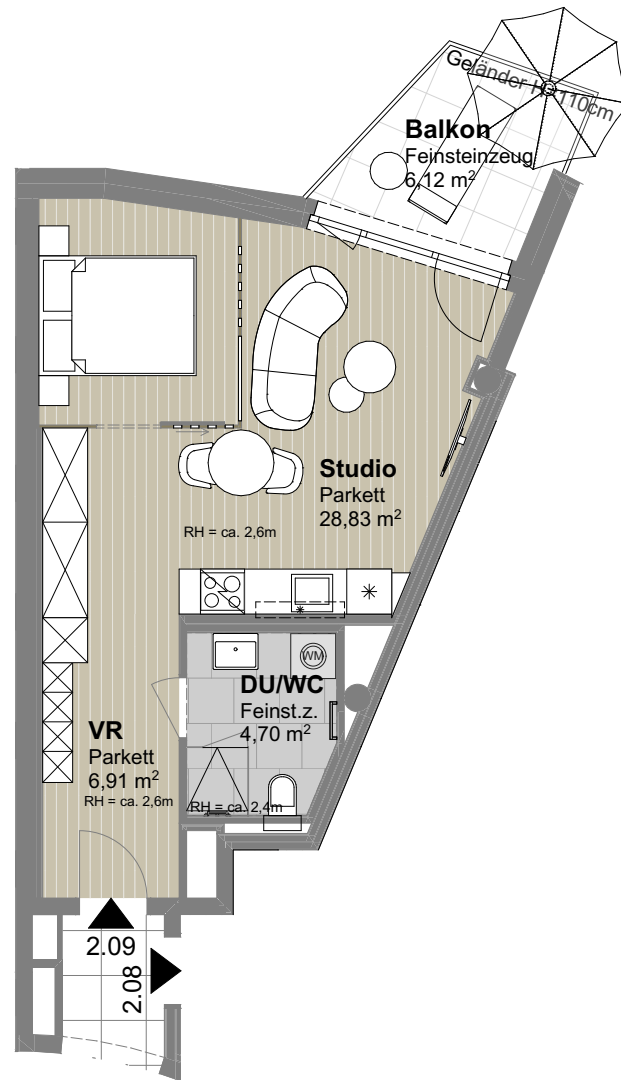 Geländer H= 110cm
Balkon
Feinsteinzeug
6,12 m²
Studio
Parkett
28,83 m²
RH = ca. 2,6m
WM
DU/WC
Feinst.z.
4,70 m²
RH = ca. 2,4m
VR
Parkett
6,91 m²
RH = ca. 2,6m
2.09
2.08